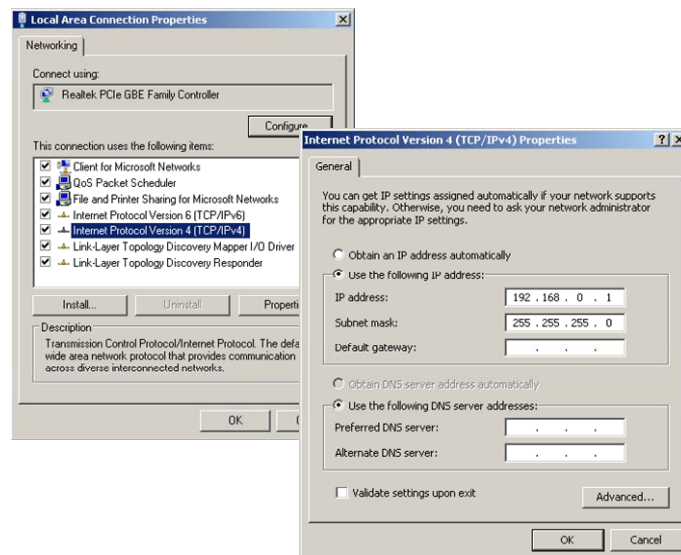 Local Area Connection Properties
Networking
Connect using:
Realtek PCIe GBE Family Controller
Configure...
This connection uses the following items:
Client for Microsoft Networks
QoS Packet Scheduler
File and Printer Sharing for Microsoft Networks
Internet Protocol Version 6 (TCP/IPv6)
Internet Protocol Version 4 (TCP/IPv4)
Link-Layer Topology Discovery Mapper I/O Driver
Link-Layer Topology Discovery Responder
Install...
Uninstall
Properti
Description
Transmission Control Protocol/Internet Protocol. The defa
wide area network protocol that provides communication
across diverse interconnected networks.
OK
Internet Protocol Version 4 (TCP/IPv4) Properties
General
You can get IP settings assigned automatically if your network supports
this capability. Otherwise, you need to ask your network administrator
for the appropriate IP settings.
Obtain an IP address automatically
Use the following IP address:
IP address: 192 . 168 . 0 . 1
Subnet mask: 255 . 255 . 255 . 0
Default gateway: . . .
Obtain DNS server address automatically
Use the following DNS server addresses:
Preferred DNS server: . . .
Alternate DNS server: . . .
Validate settings upon exit
Advanced...
OK
Cancel